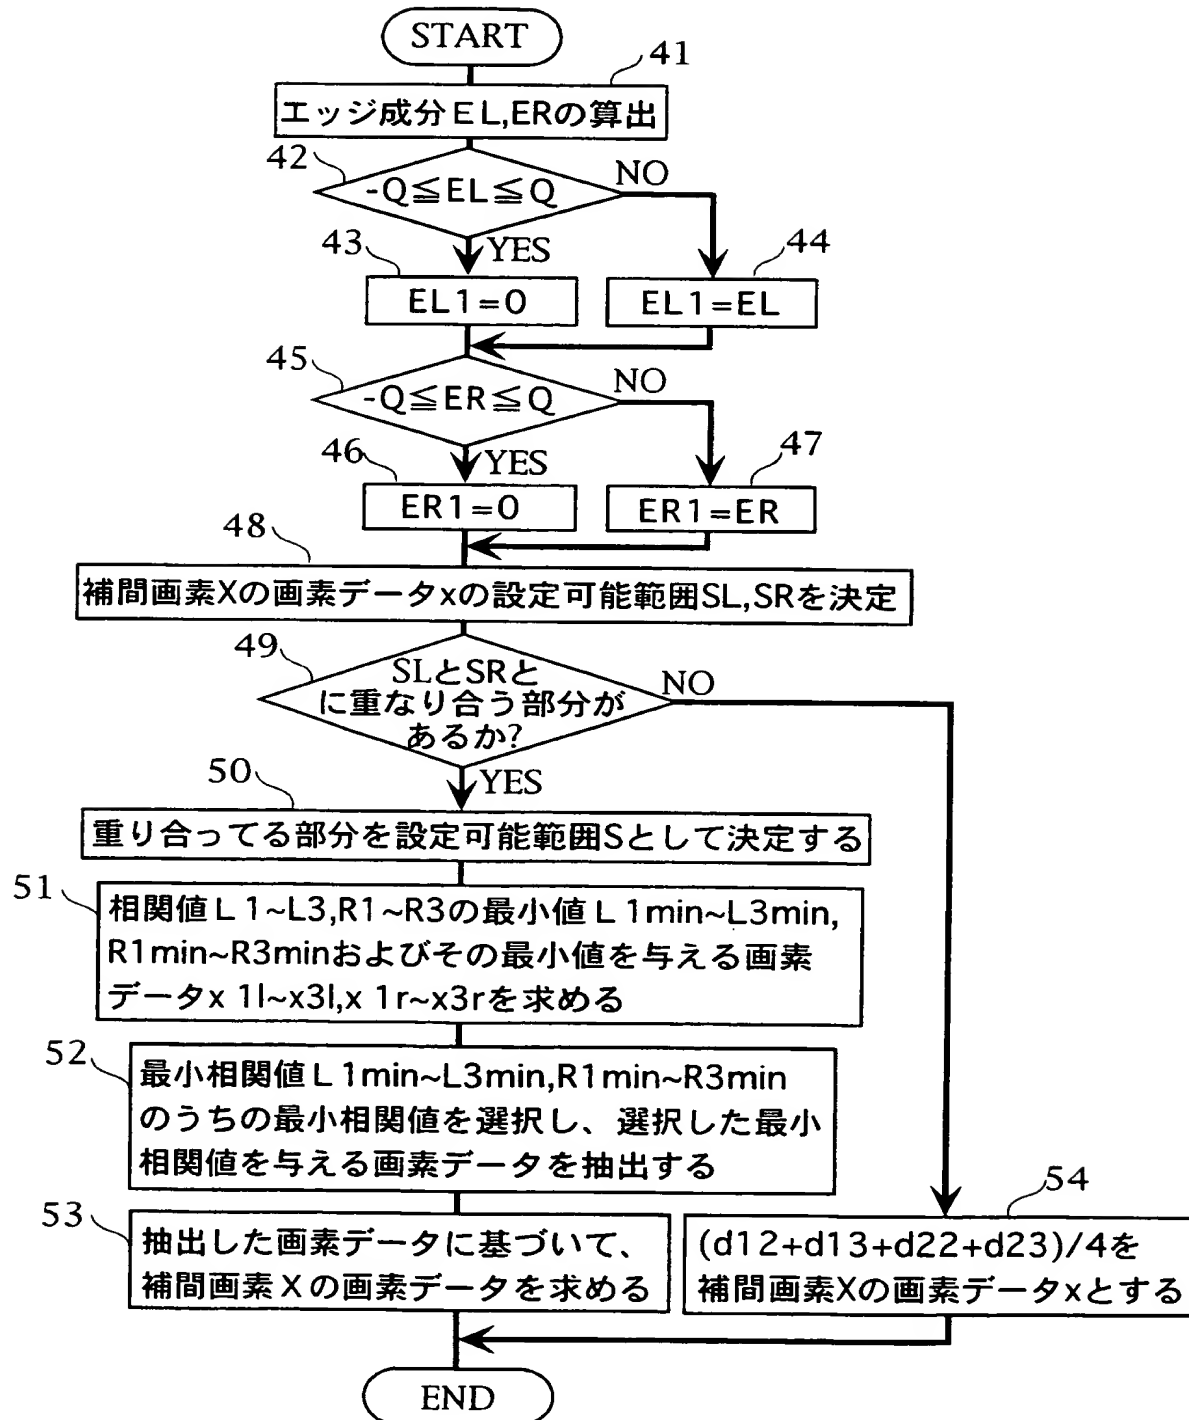 START
41
エッジ成分EL,ERの算出
42
-Q≦EL≦Q
NO
43
YES
44
EL1=0
EL1=EL
45
-Q≦ER≦Q
NO
46
YES
47
ER1=0
ER1=ER
48
補間画素Xの画素データxの設定可能範囲SL,SRを決定
49
SLとSRと
に重なり合う部分が
あるか?
NO
YES
50
重り合ってる部分を設定可能範囲Sとして決定する
51
相関値L1~L3,R1~R3の最小値L1min~L3min,
R1min~R3minおよびその最小値を与える画素
データx 1l~x3l,x 1r~x3rを求める
52
最小相関値L1min~L3min,R1min~R3min
のうちの最小相関値を選択し、選択した最小
相関値を与える画素データを抽出する
53
抽出した画素データに基づいて、
補間画素Xの画素データを求める
54
(d12+d13+d22+d23)/4を
補間画素Xの画素データxとする
END